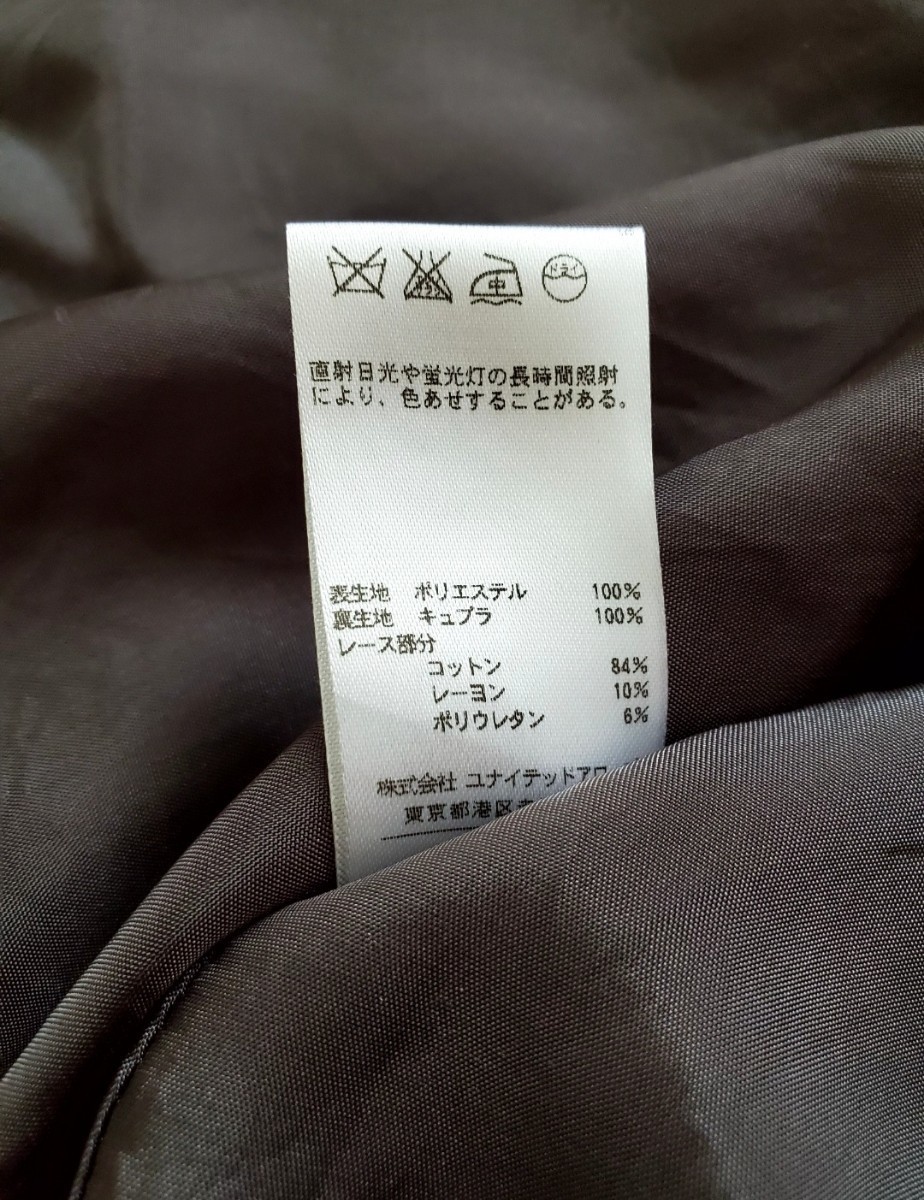 中 ドライ
直射日光や蛍光灯の長時間照射
により、色あせすることがある。
表生地 ポリエステル 100%
裏生地 キュプラ 100%
レース部分
コットン 84%
レーヨン 10%
ポリウレタン 6%
株式会社 ユナイテッドアロ
東京都港区